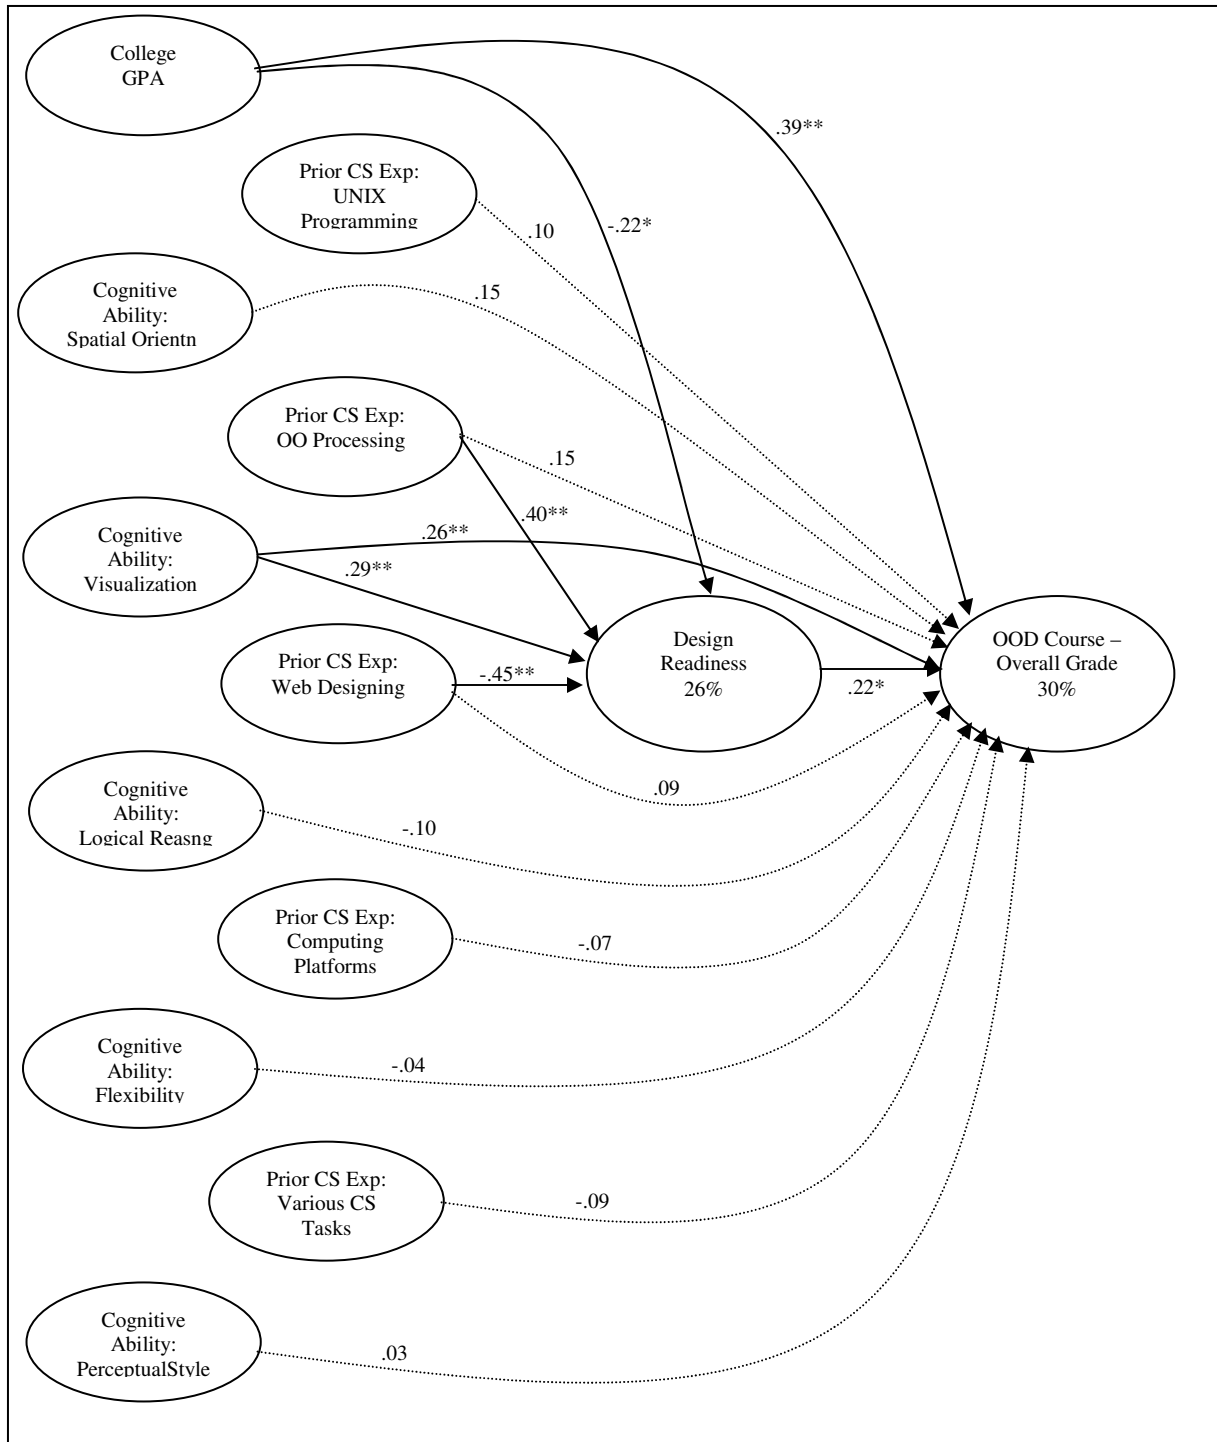 College
GPA
.39**
Prior CS Exp:
UNIX
Programming
-.22*
.10
Cognitive
Ability:
Spatial Orientn
.15
Prior CS Exp:
OO Processing
.15
.40**
Cognitive
Ability:
Visualization
.26**
.29**
Prior CS Exp:
Web Designing
-.45**
Design
Readiness
26%
.22*
OOD Course –
Overall Grade
30%
.09
Cognitive
Ability:
Logical Reasng
-.10
Prior CS Exp:
Computing
Platforms
-.07
Cognitive
Ability:
Flexibility
-.04
Prior CS Exp:
Various CS
Tasks
-.09
Cognitive
Ability:
PerceptualStyle
.03